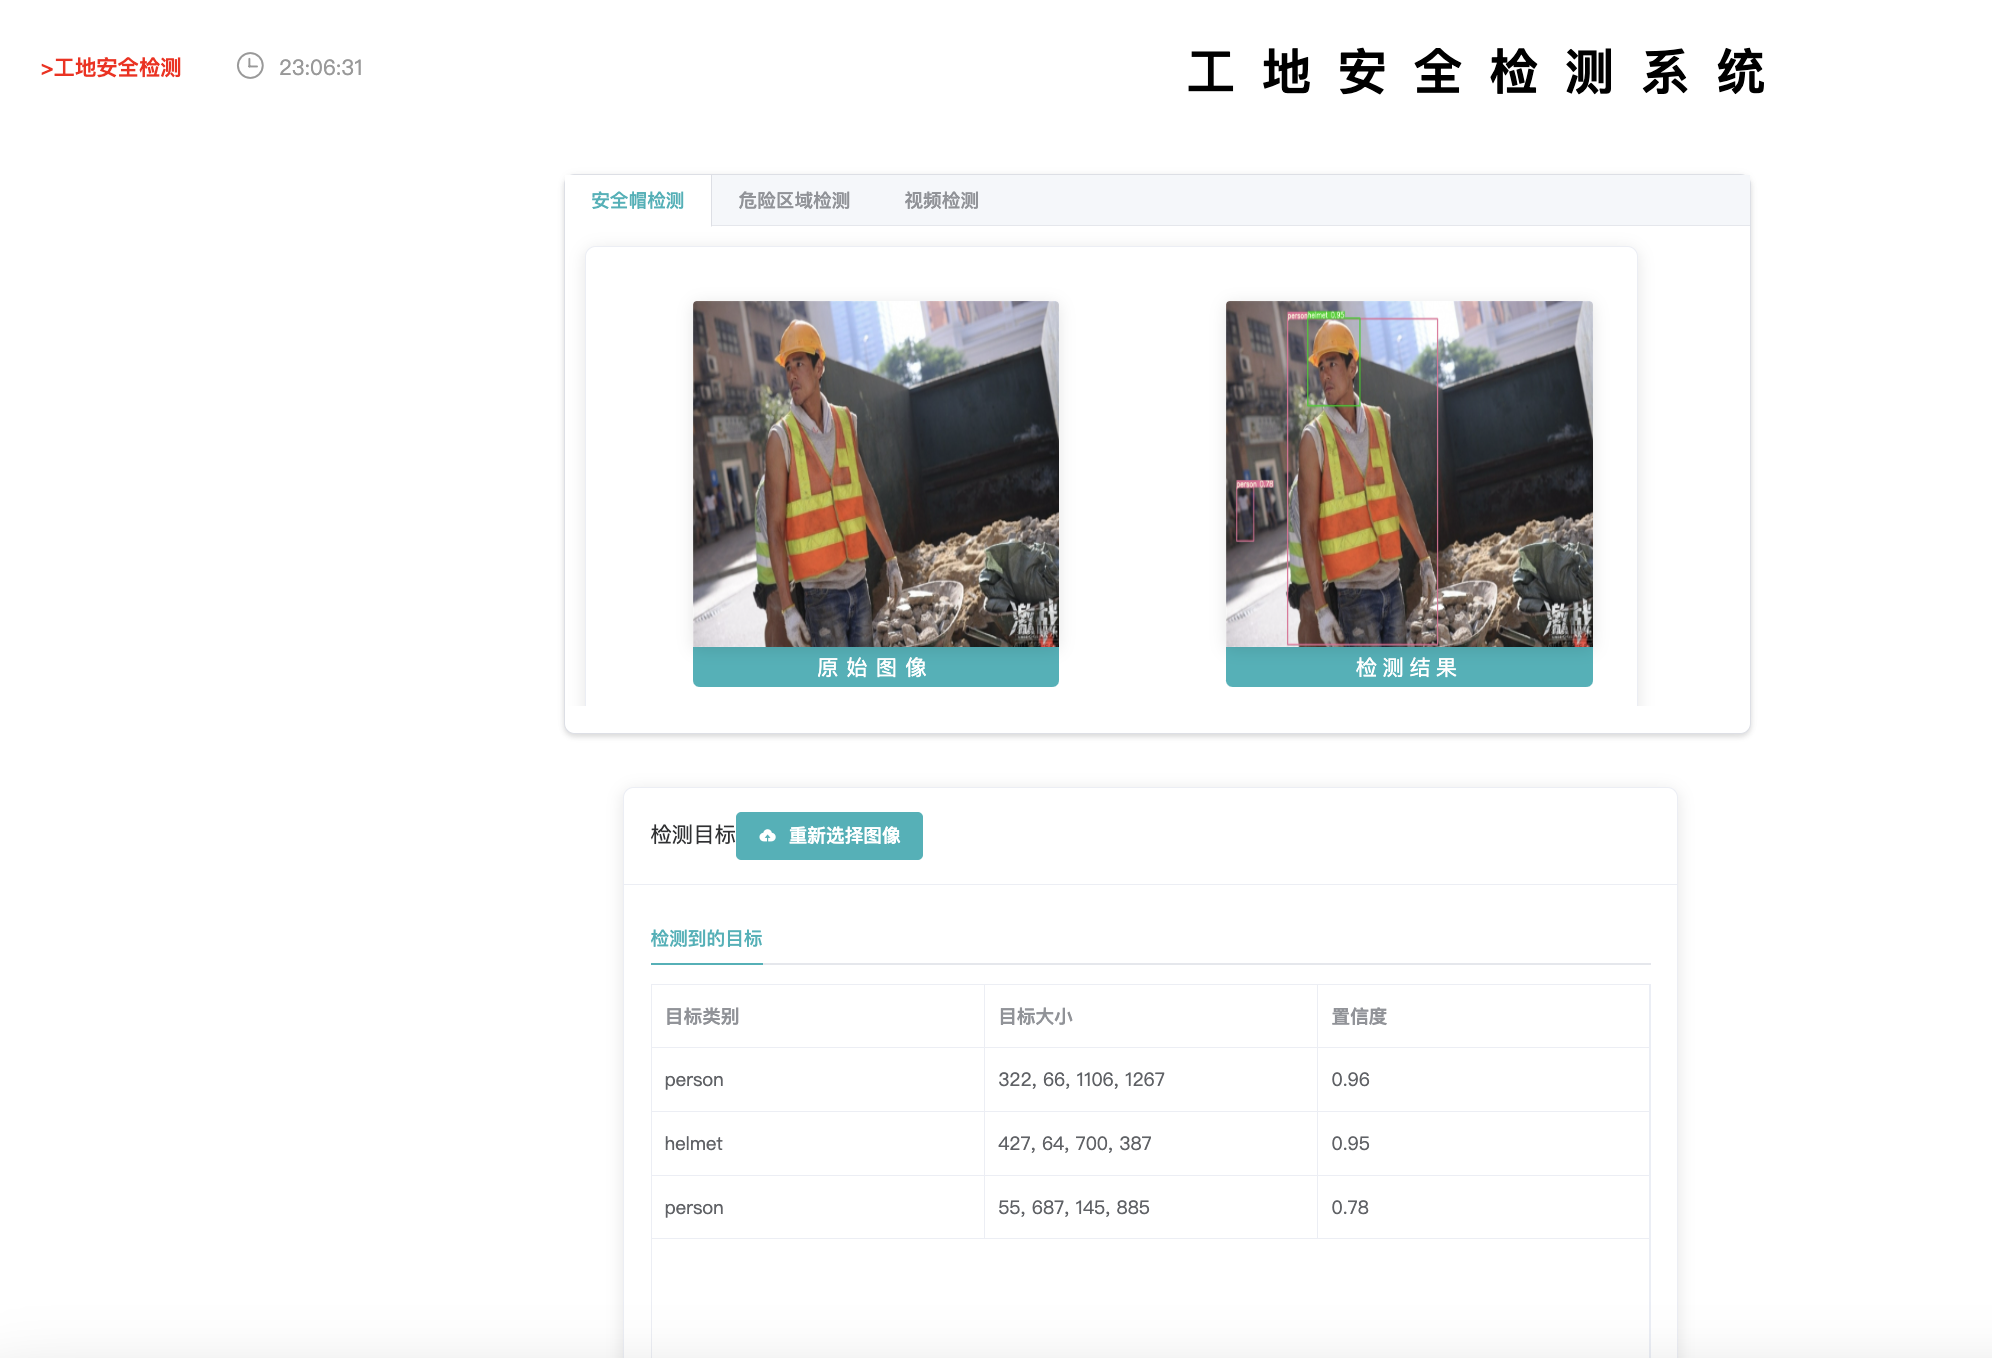 >工地安全检测
23:06:31
工地安全检测系统
安全帽检测 危险区域检测 视频检测
激战
personhelmet 0.95
person 0.78
激战
原始图像
检测结果
检测目标
重新选择图像
检测到的目标
目标类别 目标大小 置信度
person 322, 66, 1106, 1267 0.96
helmet 427, 64, 700, 387 0.95
person 55, 687, 145, 885 0.78